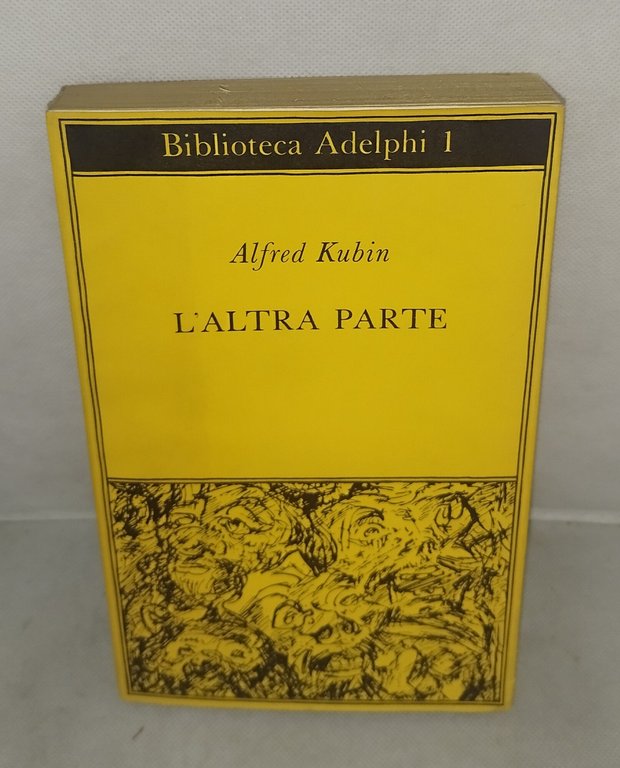 Biblioteca Adelphi 1
Alfred Kubin
L'ALTRA PARTE